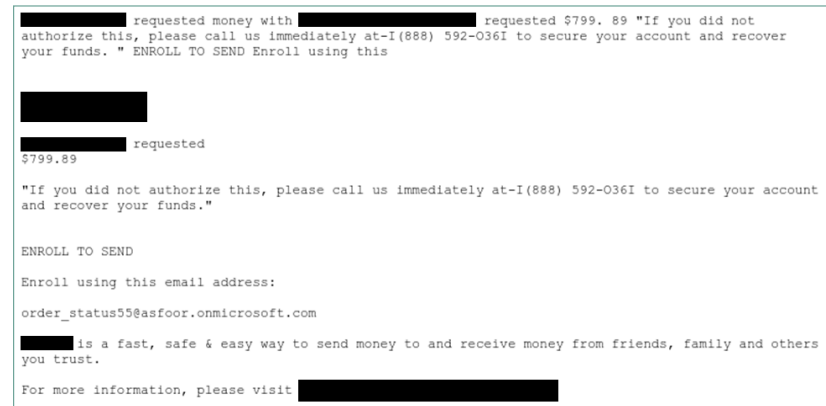 requested money with requested $799. 89 "If you did not
authorize this, please call us immediately at-I(888) 592-O36I to secure your account and recover
your funds. " ENROLL TO SEND Enroll using this
requested
$799.89
"If you did not authorize this, please call us immediately at-I(888) 592-O36I to secure your account
and recover your funds."
ENROLL TO SEND
Enroll using this email address:
order_status55@asfoor.onmicrosoft.com
is a fast, safe & easy way to send money to and receive money from friends, family and others
you trust.
For more information, please visit